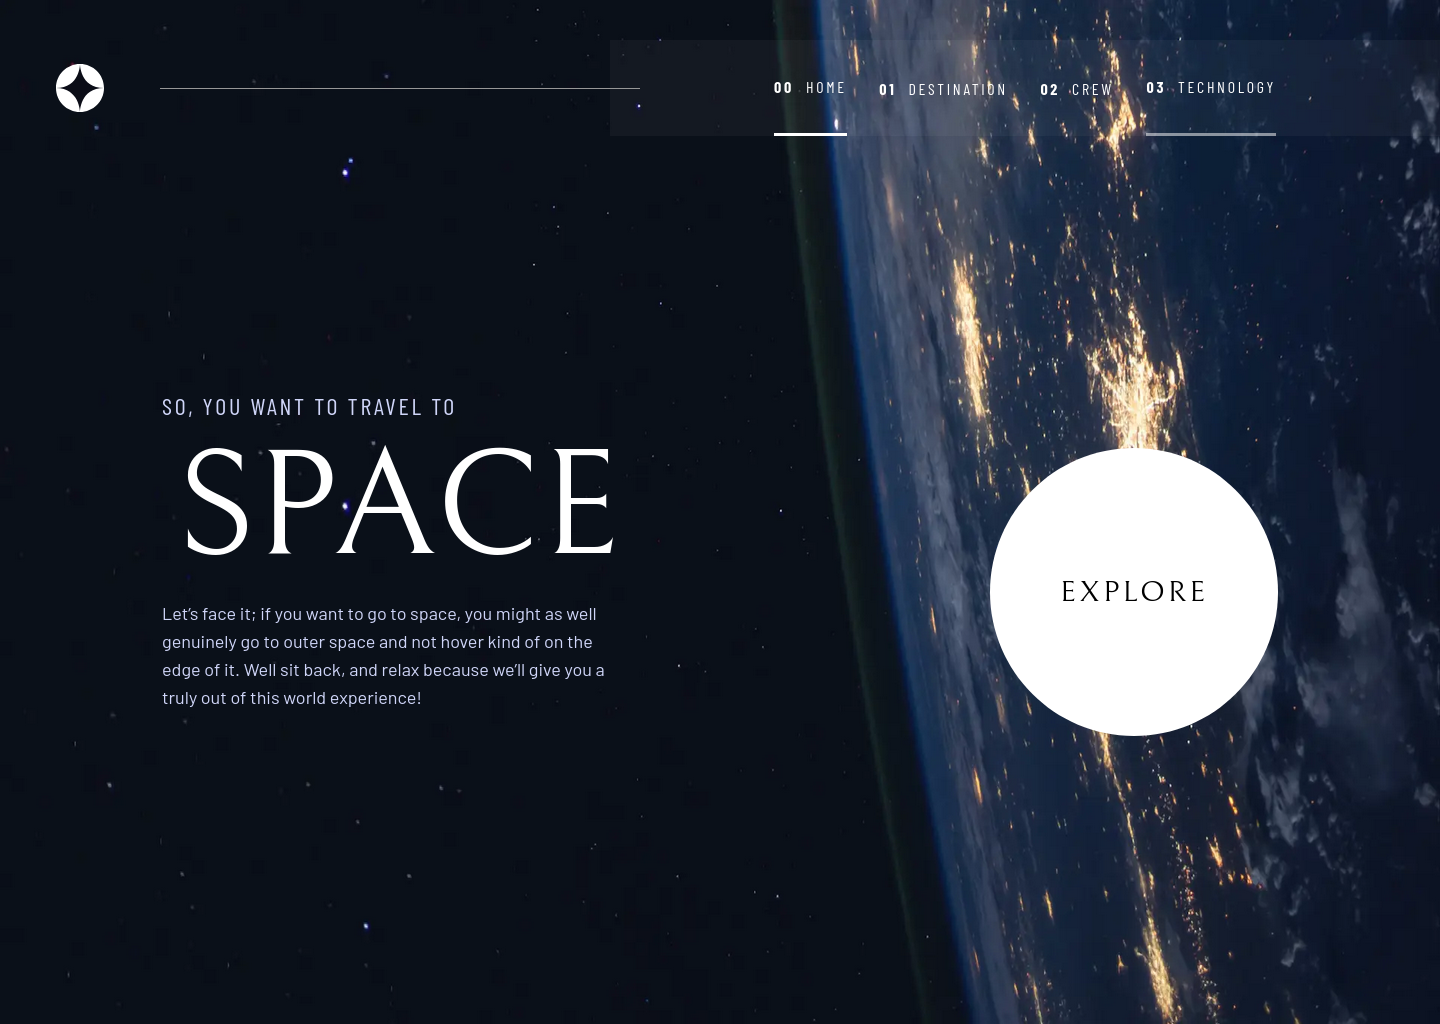 00 HOME 01 DESTINATION 02 CREW 03 TECHNOLOGY
SO, YOU WANT TO TRAVEL TO
SPACE
Let’s face it; if you want to go to space, you might as well
genuinely go to outer space and not hover kind of on the
edge of it. Well sit back, and relax because we’ll give you a
truly out of this world experience!
EXPLORE